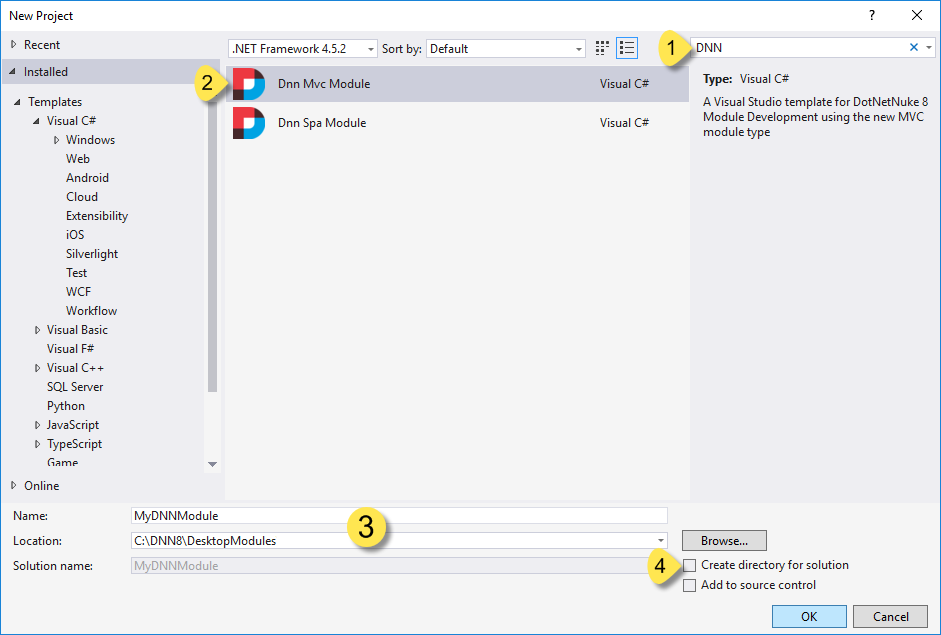 New Project
?
Recent
.NET Framework 4.5.2
Sort by:
Default
1
DNN
Installed
2
Dnn Mvc Module
Visual C#
Type: Visual C#
A Visual Studio template for DotNetNuke 8
Module Development using the new MVC
module type
Dnn Spa Module
Visual C#
Templates
Visual C#
Windows
Web
Android
Cloud
Extensibility
iOS
Silverlight
Test
WCF
Workflow
Visual Basic
Visual F#
Visual C++
SQL Server
Python
JavaScript
TypeScript
Game
Online
Name:
MyDNNModule
3
Location:
C:\DNN8\DesktopModules
Browse...
Solution name:
MyDNNModule
4
Create directory for solution
Add to source control
OK
Cancel